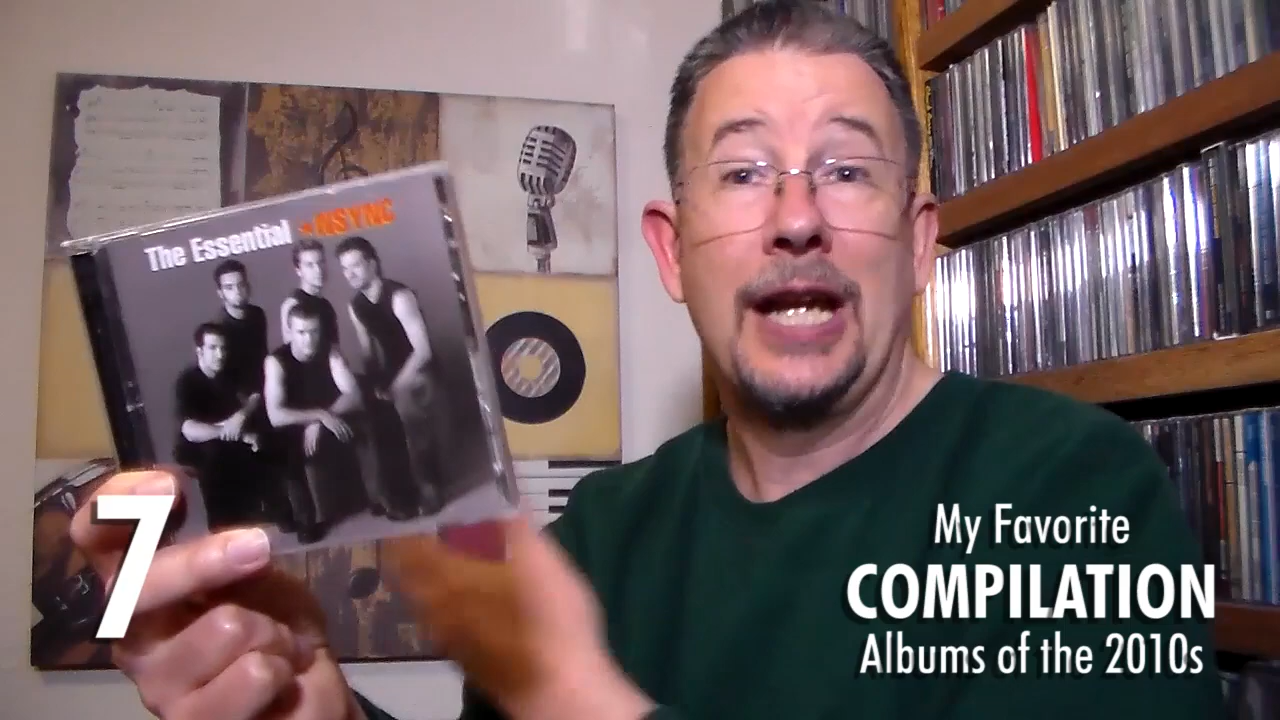 The Essential *NSYNC
7
My Favorite
COMPILATION
Albums of the 2010s